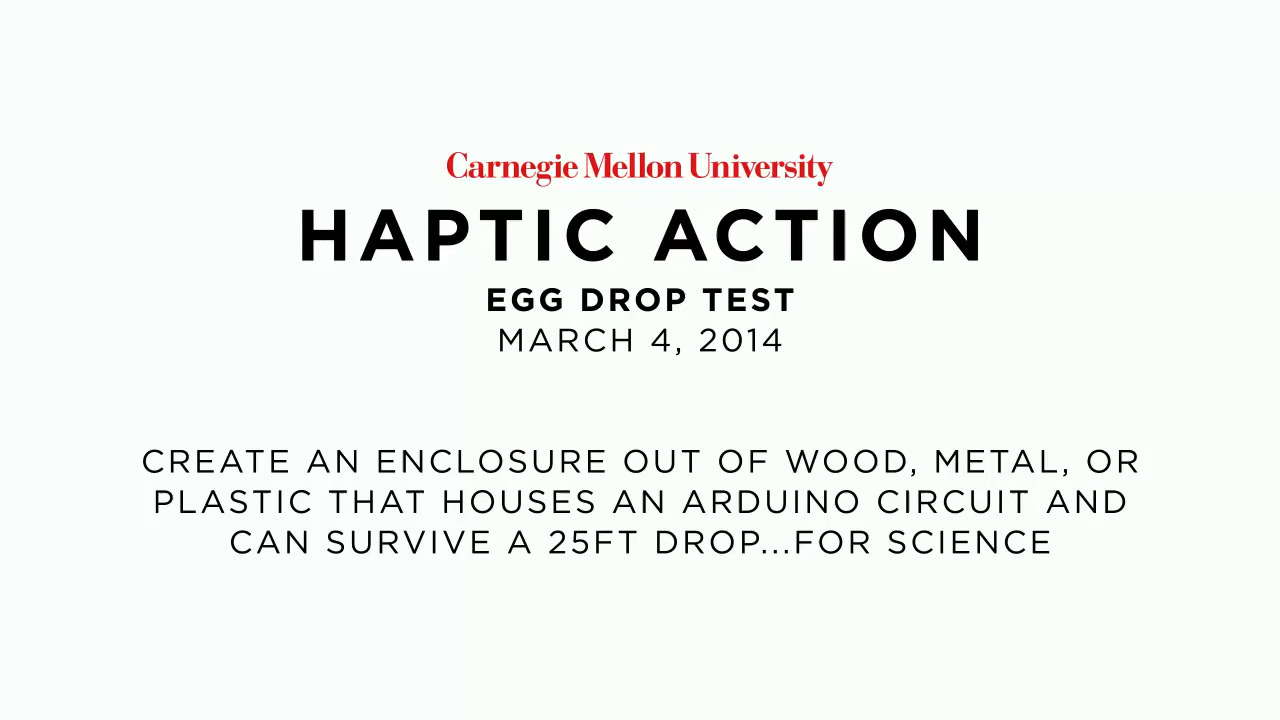 Carnegie Mellon University
HAPTIC ACTION
EGG DROP TEST
MARCH 4, 2014
CREATE AN ENCLOSURE OUT OF WOOD, METAL, OR
PLASTIC THAT HOUSES AN ARDUINO CIRCUIT AND
CAN SURVIVE A 25FT DROP...FOR SCIENCE